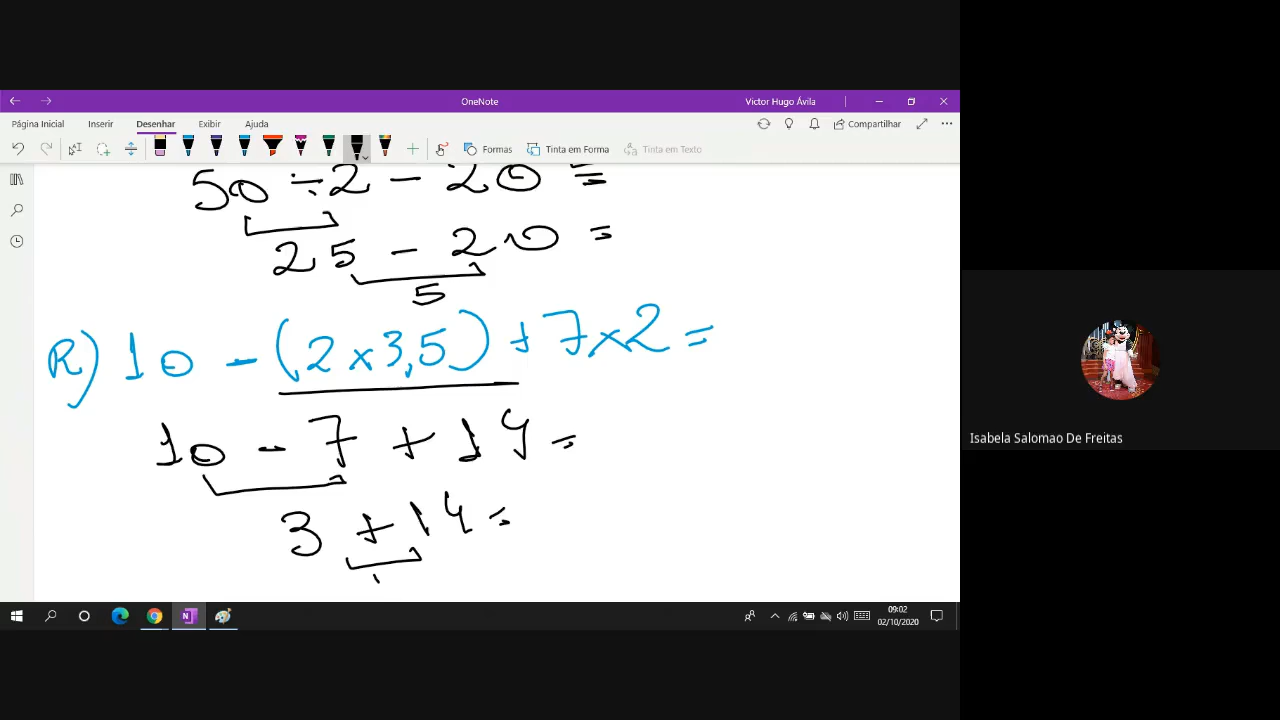 OneNote
Victor Hugo Ávila
Página Inicial Inserir Desenhar Exibir Ajuda
Compartilhar
Formas Tinta em Forma Tinta em Texto
50 ÷ 2 - 20 =
25 - 20 =
5
R) 10 - (2 x 3,5) + 7 x 2 =
10 - 7 + 14 =
3 + 14 =
Isabela Salomao De Freitas
09:02
02/10/2020